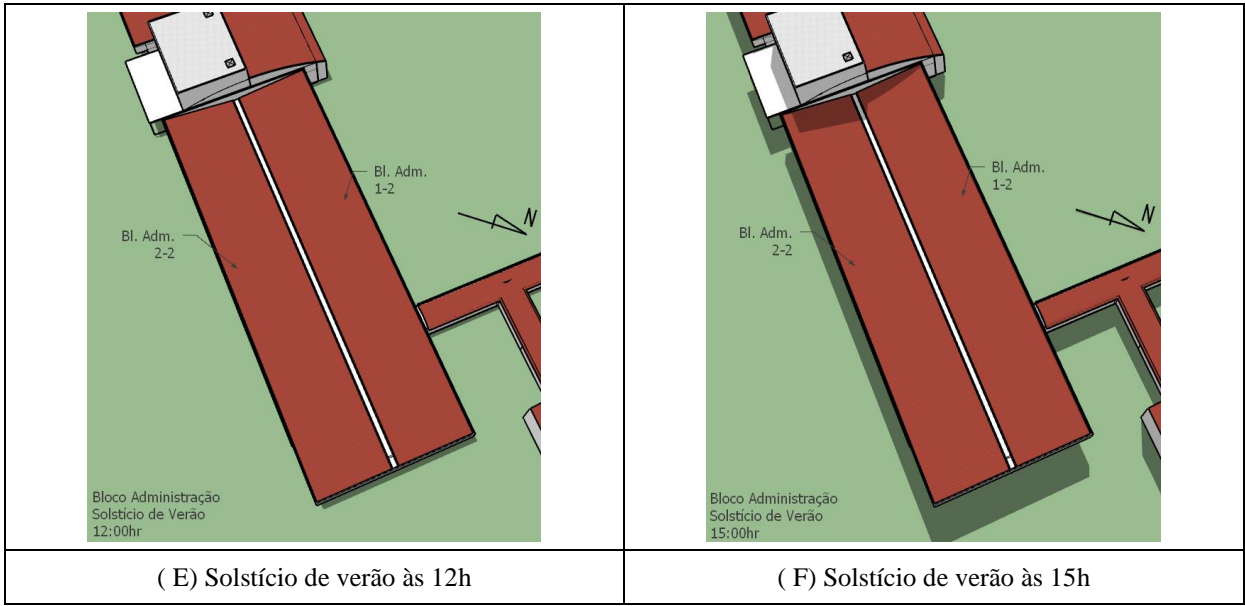 Bl. Adm.
1-2
Bl. Adm.
2-2
N
Bloco Administração
Solstício de Verão
12:00hr
Bl. Adm.
1-2
Bl. Adm.
2-2
N
Bloco Administração
Solstício de Verão
15:00hr
( E) Solstício de verão às 12h
( F) Solstício de verão às 15h